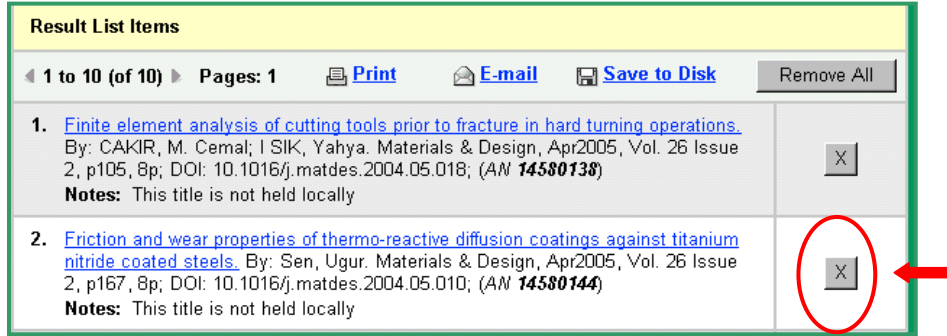 Result List Items
1 to 10 (of 10) Pages: 1 Print E-mail Save to Disk Remove All
1. Finite element analysis of cutting tools prior to fracture in hard turning operations.
By: CAKIR, M. Cemal; I SIK, Yahya. Materials & Design, Apr2005, Vol. 26 Issue
2, p105, 8p; DOI: 10.1016/j.matdes.2004.05.018; (AN 14580138)
X
Notes: This title is not held locally
2. Friction and wear properties of thermo-reactive diffusion coatings against titanium
nitride coated steels. By: Sen, Ugur. Materials & Design, Apr2005, Vol. 26 Issue
2, p167, 8p; DOI: 10.1016/j.matdes.2004.05.010; (AN 14580144)
X
Notes: This title is not held locally